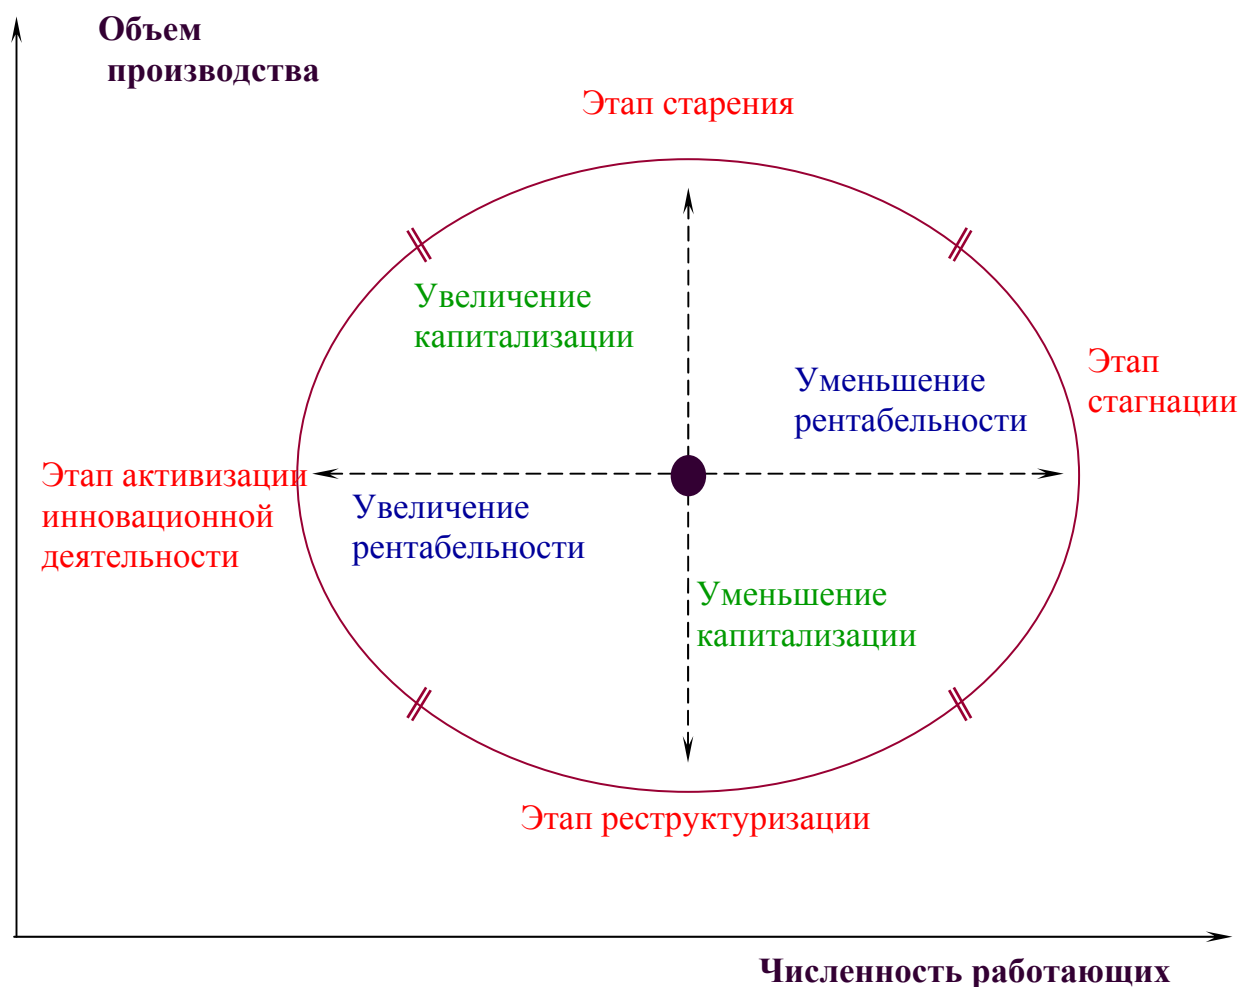 Объем
производства
Этап старения
Увеличение
капитализации
Этап
стагнации
Уменьшение
рентабельности
Этап активизации
инновационной
деятельности
Увеличение
рентабельности
Уменьшение
капитализации
Этап реструктуризации
Численность работающих